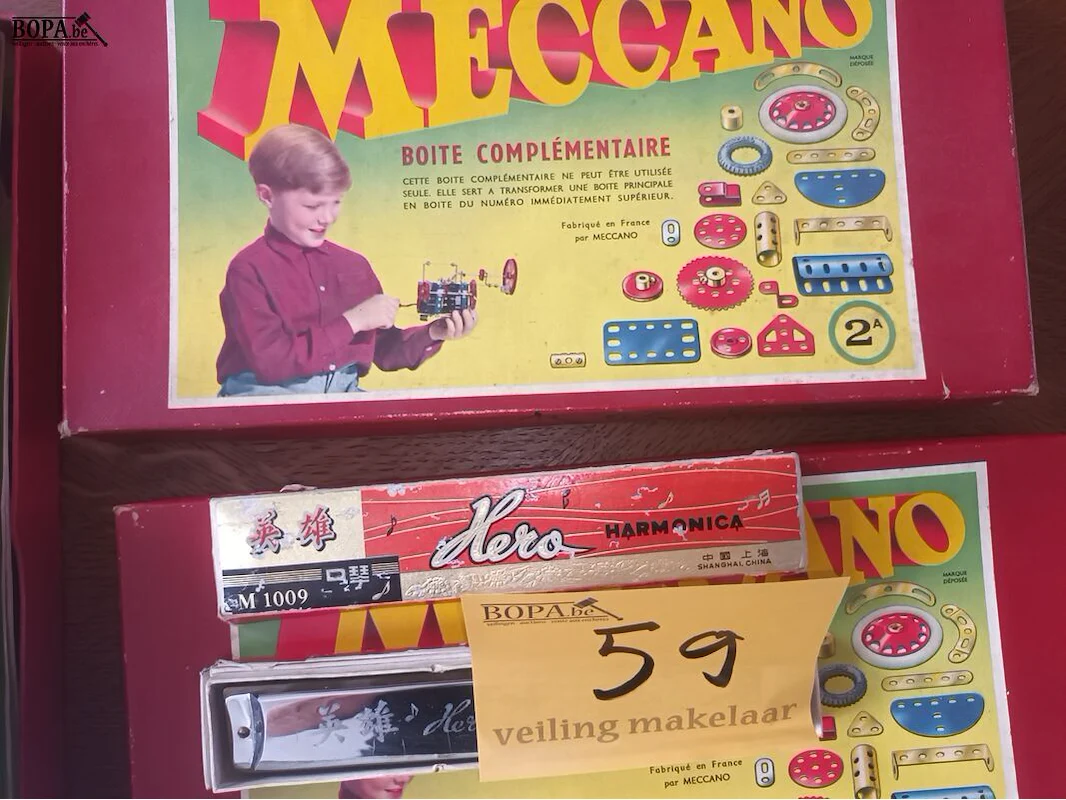 BOPA.be
MECCANO
MARQUE
DÉPOSÉE
BOITE COMPLÉMENTAIRE
CETTE BOITE COMPLÉMENTAIRE NE PEUT ÊTRE UTILISÉE
SEULE. ELLE SERT A TRANSFORMER UNE BOITE PRINCIPALE
EN BOITE DU NUMÉRO IMMÉDIATEMENT SUPÉRIEUR.
Fabriqué en France
par MECCANO
2A
英雄
Hero
HARMONICA
中國上海
SHANGHAI, CHINA
口琴
M 1009
ANO
MARQUE
DÉPOSÉE
BOPA.be
59
veiling makelaar
英雄 Her
Fabriqué en France
par MECCANO